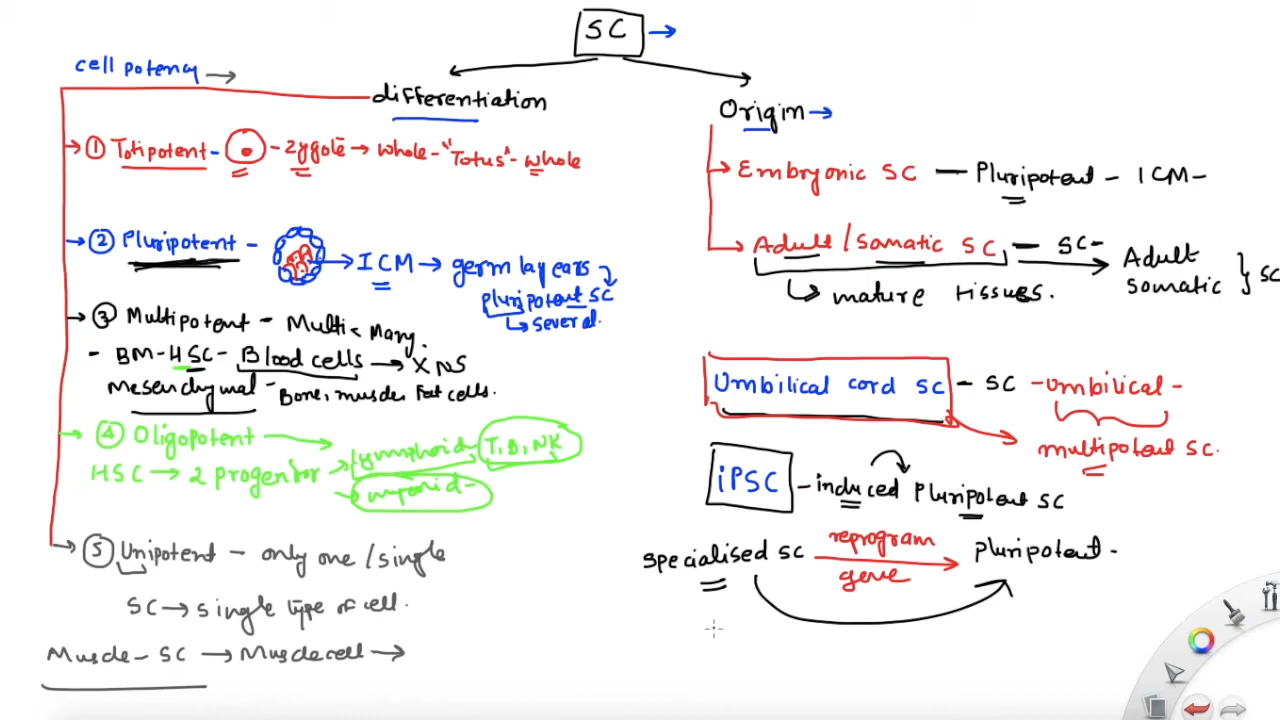 SC →
cell potency →
differentiation
① Totipotent - - Zygote → whole - "Totus" - whole
② Pluripotent - → ICM → germ layears
pluripotent SC
↳ several.
③ Multipotent - Multi < Many.
- BM - HSC - Blood cells → X NS
Mesenchymal - Bone, muscle, Fat cells.
④ Oligopotent →
HSC → 2 progenitor → lymphoid - T, B, NK
→ myeloid -
⑤ Unipotent - only one / single
SC → single type of cell.
Muscle - SC → Muscle cell →
Origin →
→ Embryonic SC - Pluripotent - ICM -
→ Adult / Somatic SC - SC - Adult
somatic } SC
↳ mature tissues.
Umbilical cord SC - SC - Umbilical -
multipotent SC.
iPSC - induced Pluripotent SC
specialised SC reprogram gene → pluripotent.